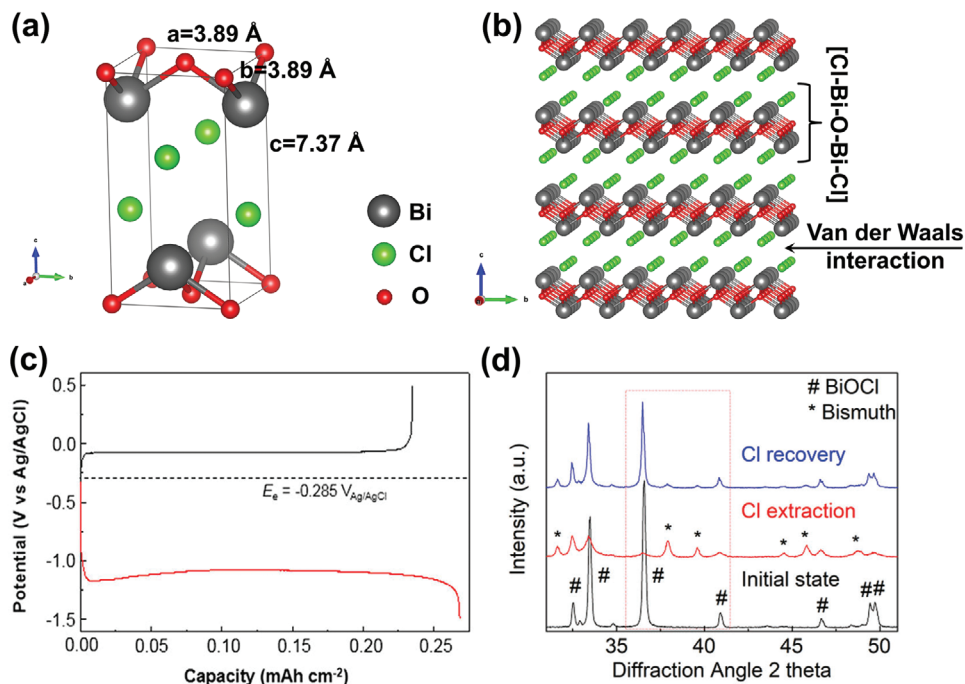 (a)
a=3.89 Å
b=3.89 Å
c=7.37 Å
Bi
Cl
O
c
a
b
(b)
[Cl-Bi-O-Bi-Cl]
Van der Waals
interaction
c
b
(c)
Potential (V vs Ag/AgCl)
0.5
0.0
-0.5
-1.0
-1.5
Ee = -0.285 VAg/AgCl
0.00
0.05
0.10
0.15
0.20
0.25
Capacity (mAh cm-2)
(d)
Intensity (a.u.)
# BiOCl
* Bismuth
Cl recovery
Cl extraction
* * * * * *
Initial state
# # # # # ##
35
40
45
50
Diffraction Angle 2 theta